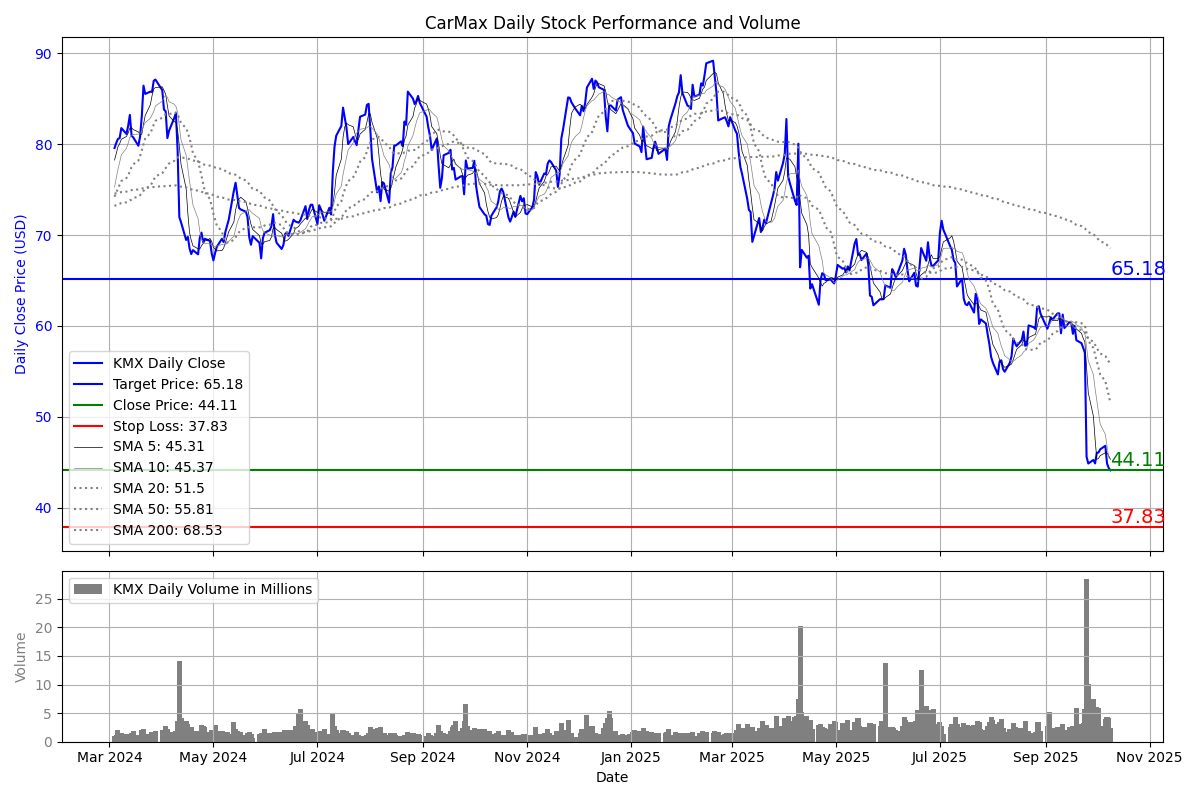 CarMax Daily Stock Performance and Volume
Daily Close Price (USD)
90
80
70
60
50
40
65.18
44.11
37.83
KMX Daily Close
Target Price: 65.18
Close Price: 44.11
Stop Loss: 37.83
SMA 5: 45.31
SMA 10: 45.37
SMA 20: 51.5
SMA 50: 55.81
SMA 200: 68.53
Volume
25
20
15
10
5
0
KMX Daily Volume in Millions
Mar 2024 May 2024 Jul 2024 Sep 2024 Nov 2024 Jan 2025 Mar 2025 May 2025 Jul 2025 Sep 2025 Nov 2025
Date